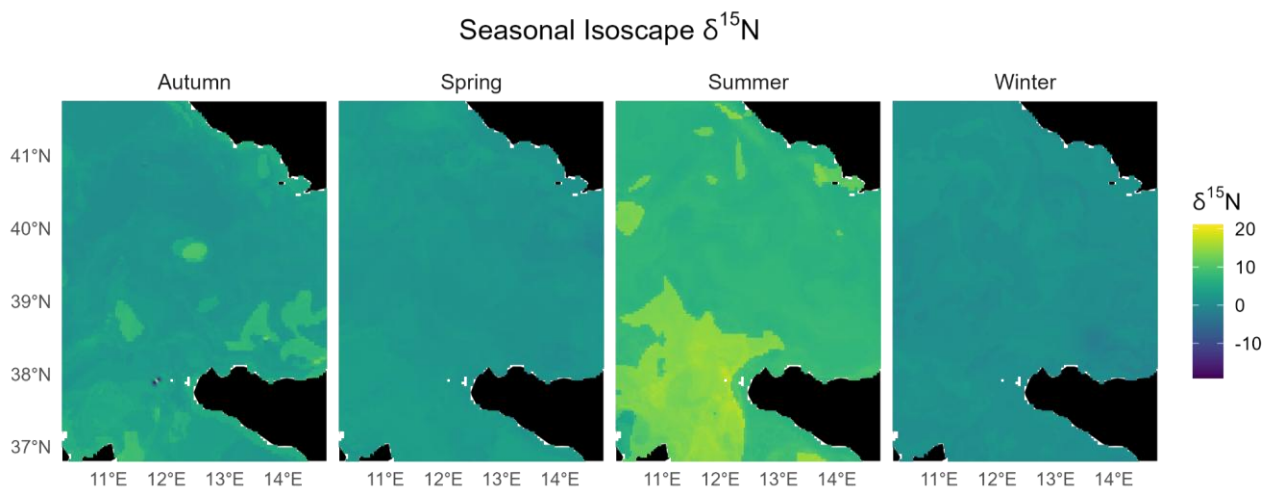 Seasonal Isoscape δ¹⁵N
Autumn Spring Summer Winter
41°N
40°N
39°N
38°N
37°N
11°E 12°E 13°E 14°E 11°E 12°E 13°E 14°E 11°E 12°E 13°E 14°E 11°E 12°E 13°E 14°E
δ¹⁵N
20
10
0
-10